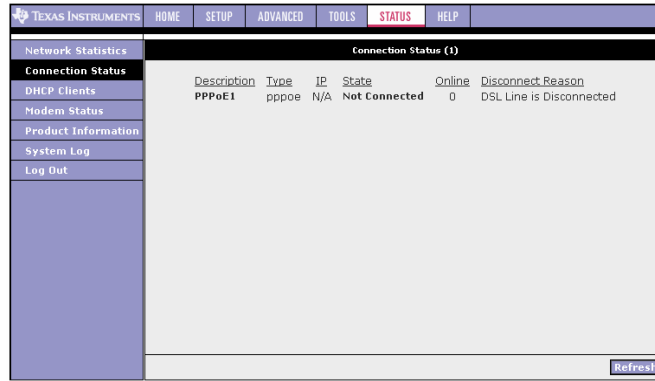 TEXAS INSTRUMENTS HOME SETUP ADVANCED TOOLS STATUS HELP
Network Statistics
Connection Status
DHCP Clients
Modem Status
Product Information
System Log
Log Out
Connection Status (1)
Description Type IP State Online Disconnect Reason
PPPoE1 pppoe N/A Not Connected 0 DSL Line is Disconnected
Refresh